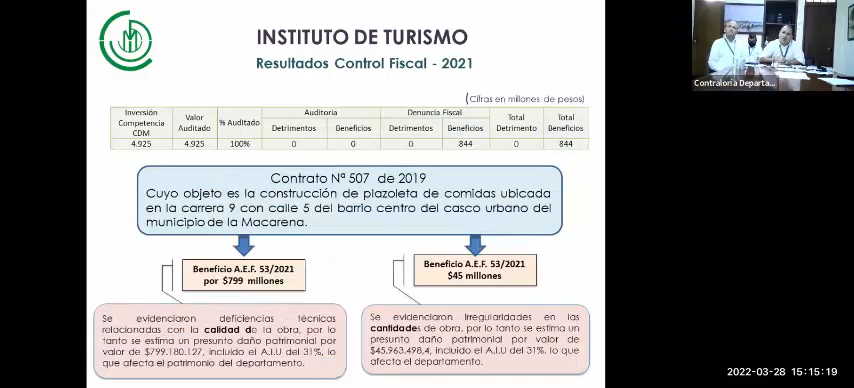 INSTITUTO DE TURISMO
Resultados Control Fiscal - 2021
(Cifras en millones de pesos)
Inversión Competencia CDM Valor Auditado % Auditado Auditoria Denuncia Fiscal Total Detrimento Total Beneficios
Detrimentos Beneficios Detrimentos Beneficios
4.925 4.925 100% 0 0 0 844 0 844
Contrato Nª 507 de 2019
Cuyo objeto es la construcción de plazoleta de comidas ubicada
en la carrera 9 con calle 5 del barrio centro del casco urbano del
municipio de la Macarena.
Beneficio A.E.F. 53/2021
por $799 millones
Beneficio A.E.F. 53/2021
$45 millones
Se evidenciaron deficiencias técnicas
relacionadas con la calidad de la obra, por lo
tanto se estima un presunto daño patrimonial por
valor de $799.180.127, incluido el A.I.U del 31%, lo
que afecta el patrimonio del departamento.
Se evidenciaron irregularidades en las
cantidades de obra, por lo tanto se estima un
presunto daño patrimonial por valor de
$45.963.498,4, incluido el A.I.U del 31%. lo que
afecta el departamento.
Contraloría Departa...
2022-03-28 15:15:19